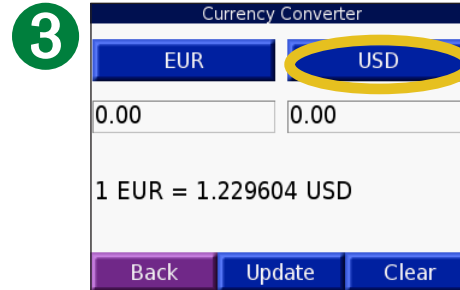 3
Currency Converter
EUR USD
0.00 0.00
1 EUR = 1.229604 USD
Back Update Clear